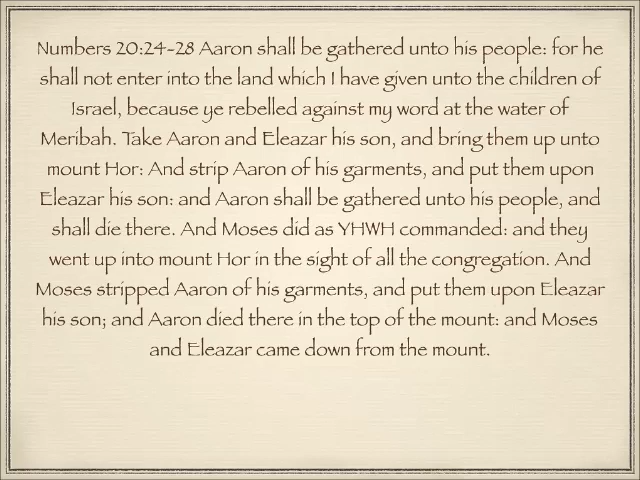 Numbers 20:24-28 Aaron shall be gathered unto his people: for he
shall not enter into the land which I have given unto the children of
Israel, because ye rebelled against my word at the water of
Meribah. Take Aaron and Eleazar his son, and bring them up unto
mount Hor: And strip Aaron of his garments, and put them upon
Eleazar his son: and Aaron shall be gathered unto his people, and
shall die there. And Moses did as YHWH commanded: and they
went up into mount Hor in the sight of all the congregation. And
Moses stripped Aaron of his garments, and put them upon Eleazar
his son; and Aaron died there in the top of the mount: and Moses
and Eleazar came down from the mount.